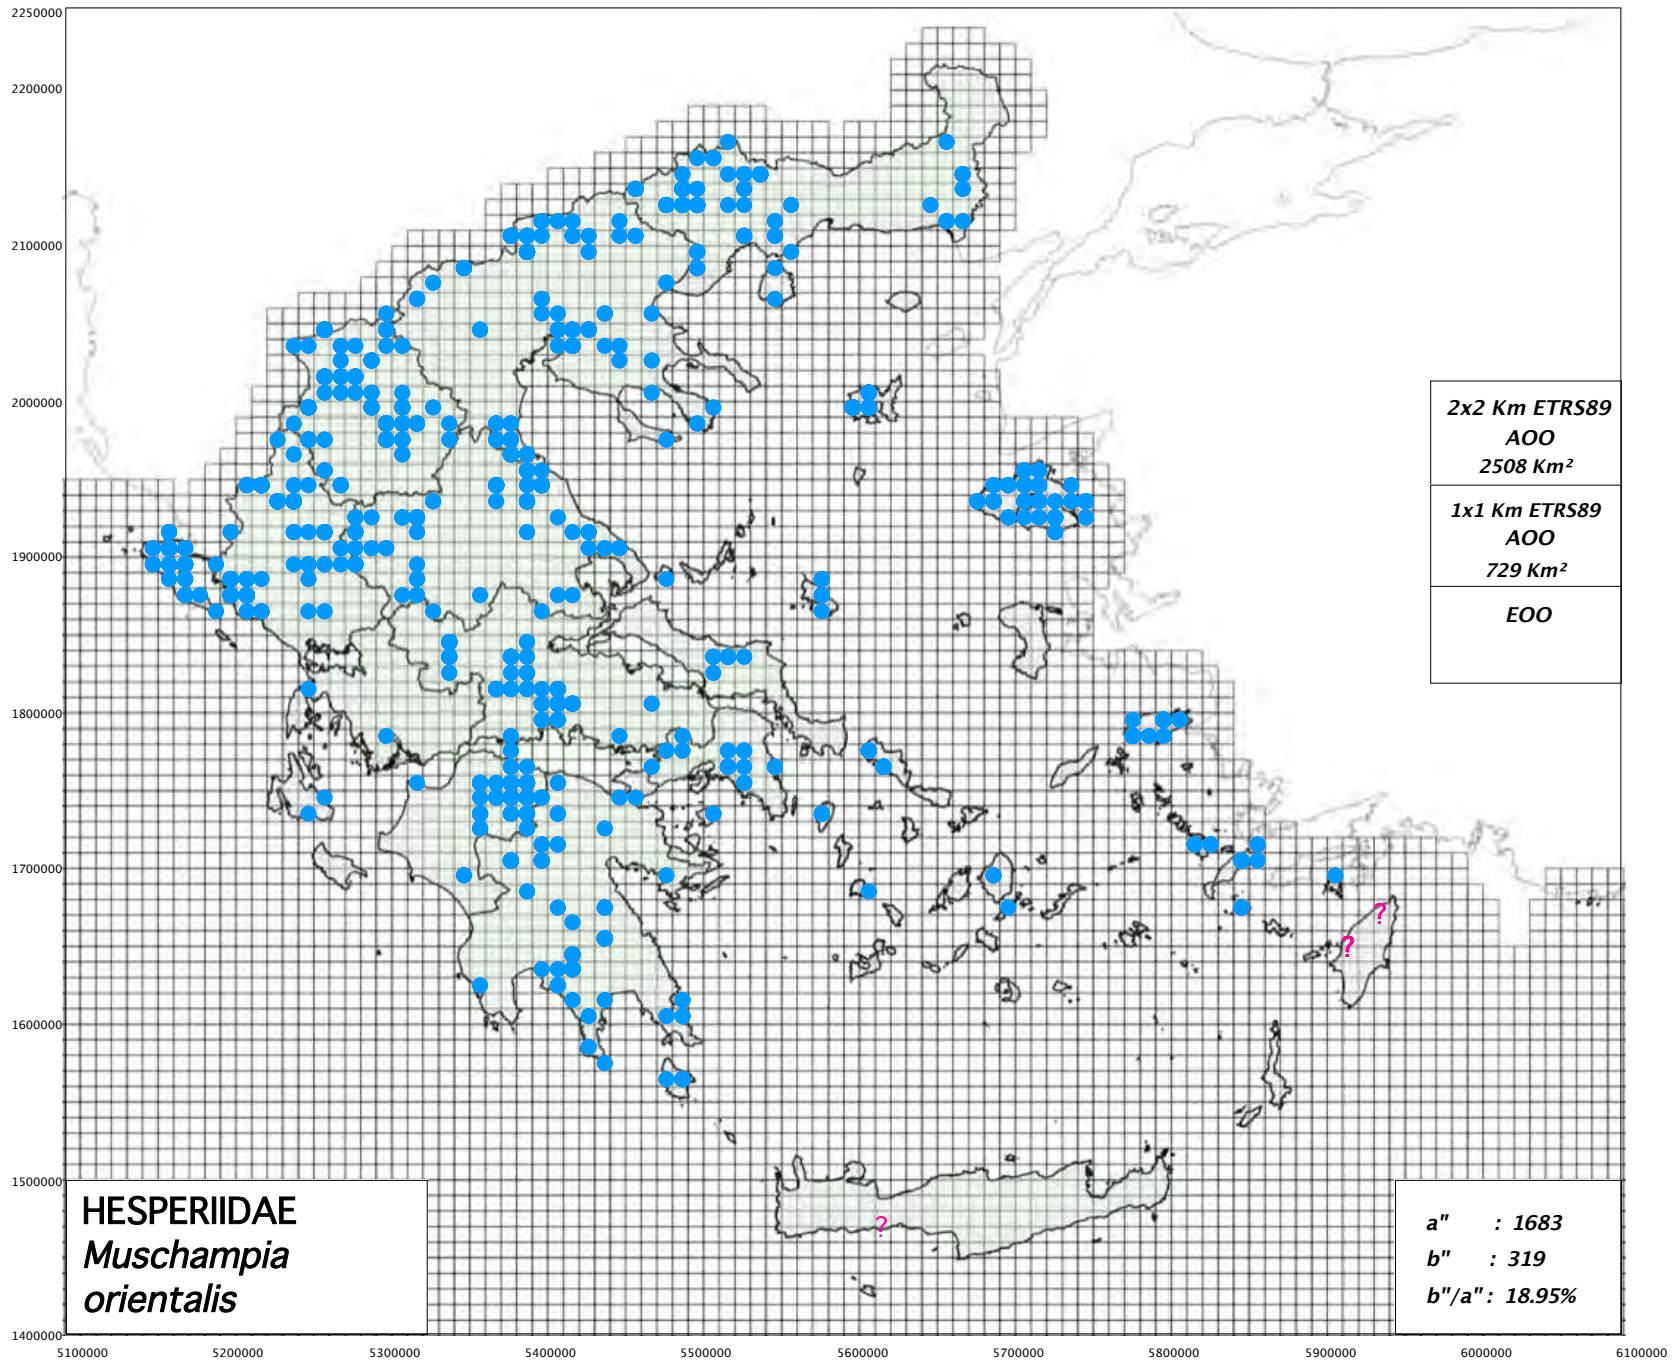 2250000
2200000
2100000
2000000
1900000
1800000
1700000
1600000
1500000
1400000
2x2 Km ETRS89
AOO
2508 Km²
1x1 Km ETRS89
AOO
729 Km²
EOO
?
?
?
HESPERIIDAE
Muschampia
orientalis
a" : 1683
b" : 319
b"/a" : 18.95%
5100000 5200000 5300000 5400000 5500000 5600000 5700000 5800000 5900000 6000000 6100000